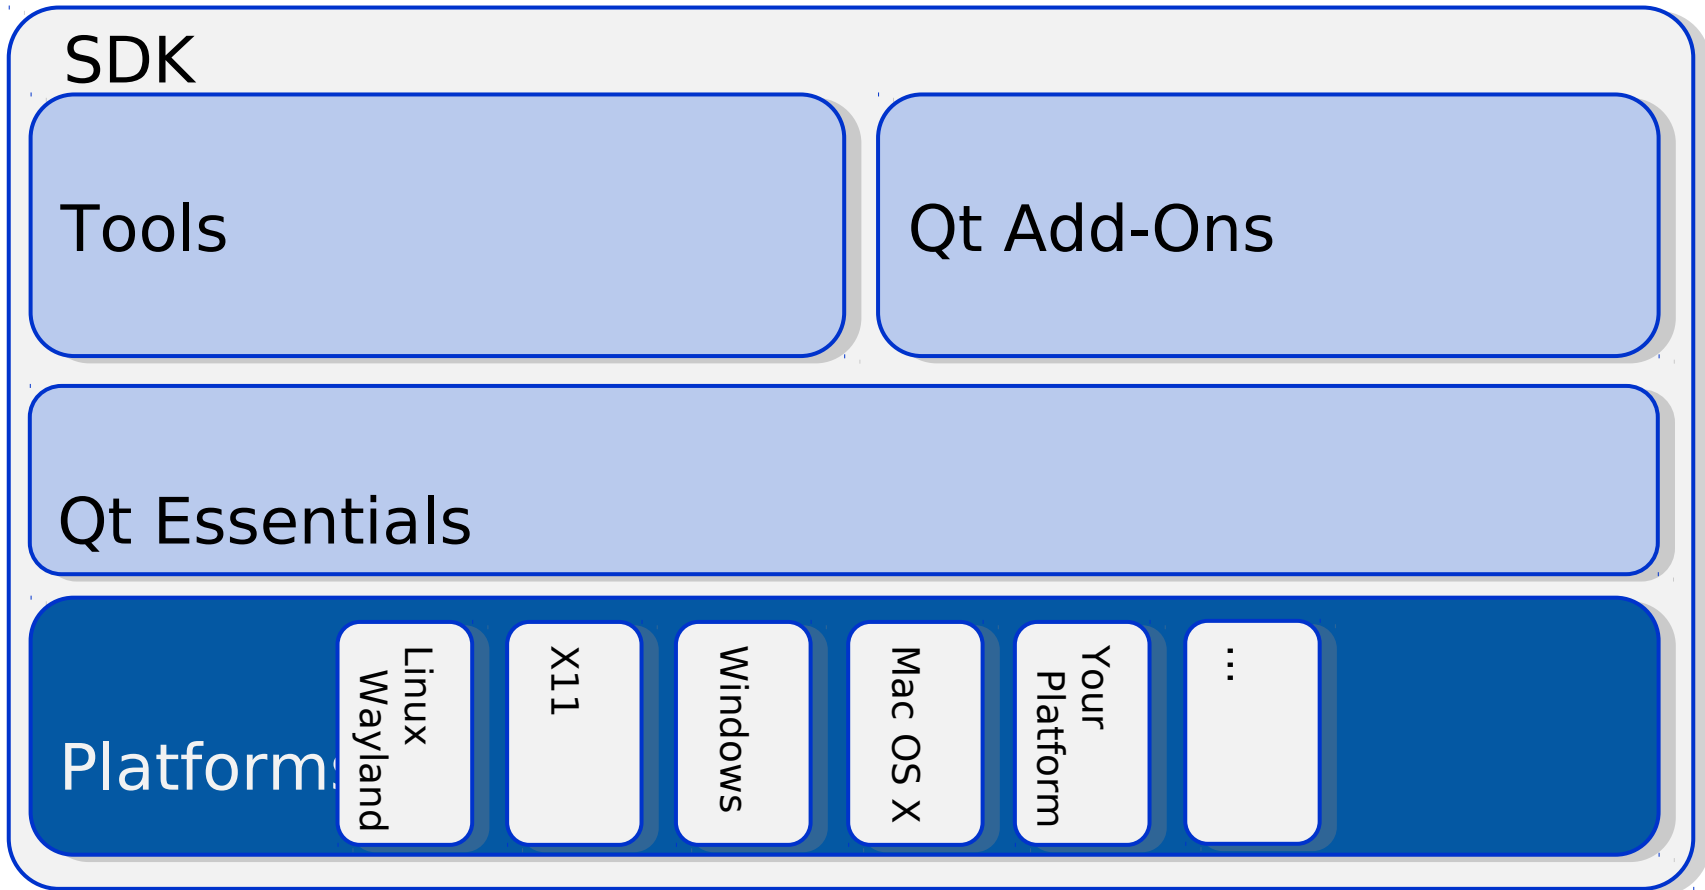 SDK
Tools
Qt Add-Ons
Qt Essentials
Platforms
Linux
Wayland
X11
Windows
Mac OS X
Your
Platform
...